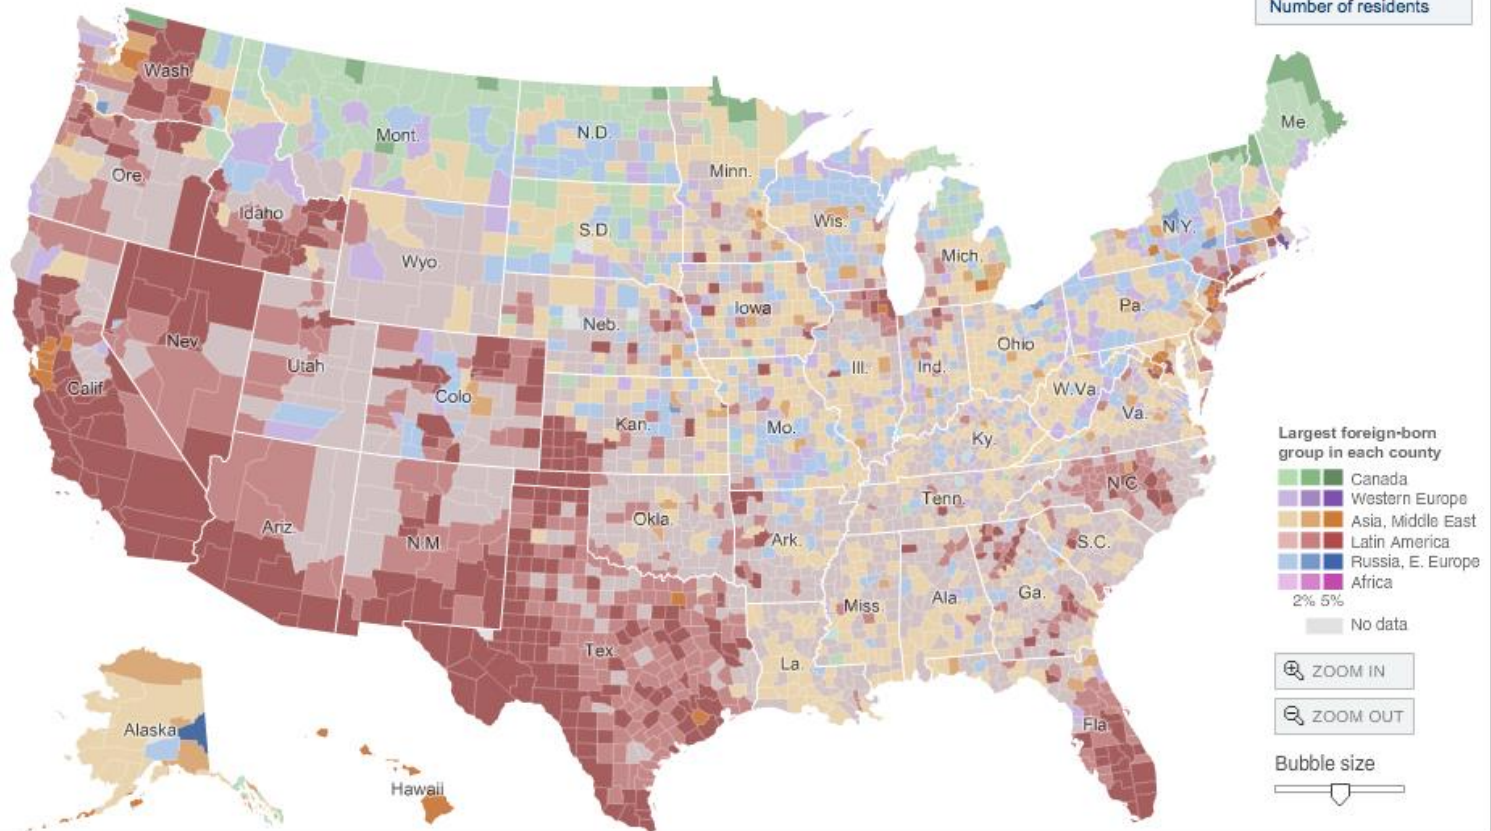 Number of residents
Wash
Mont.
N.D.
Minn.
Me
Ore.
Idaho
S.D.
Wis.
N.Y.
Wyo.
Mich.
Iowa
Pa.
Neb.
Nev.
Utah
Ill.
Ind.
Ohio
Calif.
Colo
W.Va
Va.
Kan.
Mo.
Ky.
Largest foreign-born
group in each county
Canada
Western Europe
Asia, Middle East
Latin America
Russia, E. Europe
Africa
2% 5%
No data
N.C
Tenn.
Ariz.
N.M.
Okla.
Ark.
S.C.
Miss
Ala.
Ga.
Tex.
La.
Fla.
Alaska
Hawaii
ZOOM IN
ZOOM OUT
Bubble size